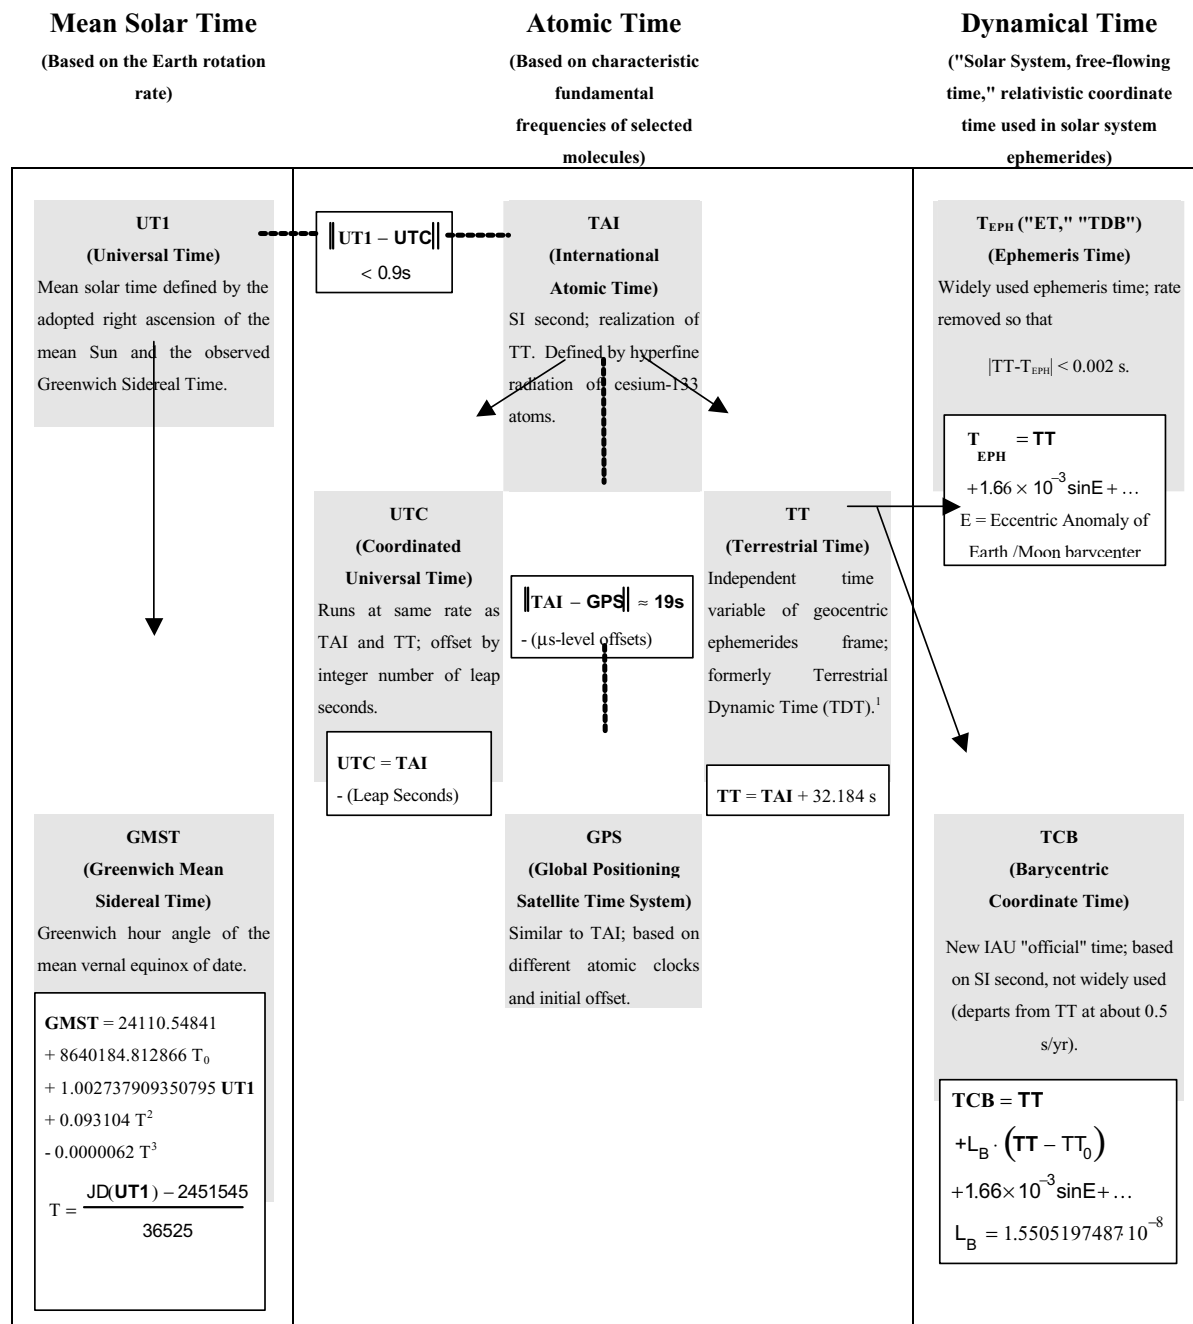 Mean Solar Time
(Based on the Earth rotation
rate)
Atomic Time
(Based on characteristic
fundamental
frequencies of selected
molecules)
Dynamical Time
("Solar System, free-flowing
time," relativistic coordinate
time used in solar system
ephemerides)
UT1
(Universal Time)
Mean solar time defined by the
adopted right ascension of the
mean Sun and the observed
Greenwich Sidereal Time.
‖UT1 – UTC‖
< 0.9s
TAI
(International
Atomic Time)
SI second; realization of
TT. Defined by hyperfine
radiation of cesium-133
atoms.
T_EPH ("ET," "TDB")
(Ephemeris Time)
Widely used ephemeris time; rate
removed so that
|TT-T_EPH| < 0.002 s.
T_EPH = TT
+1.66 × 10^–3 sinE + ...
E = Eccentric Anomaly of
Earth /Moon barycenter
UTC
(Coordinated
Universal Time)
Runs at same rate as
TAI and TT; offset by
integer number of leap
seconds.
UTC = TAI
- (Leap Seconds)
‖TAI – GPS‖ ≈ 19s
- (μs-level offsets)
TT
(Terrestrial Time)
Independent time
variable of geocentric
ephemerides frame;
formerly Terrestrial
Dynamic Time (TDT).¹
TT = TAI + 32.184 s
GMST
(Greenwich Mean
Sidereal Time)
Greenwich hour angle of the
mean vernal equinox of date.
GMST = 24110.54841
+ 8640184.812866 T₀
+ 1.002737909350795 UT1
+ 0.093104 T²
- 0.0000062 T³
T = (JD(UT1) – 2451545) / 36525
GPS
(Global Positioning
Satellite Time System)
Similar to TAI; based on
different atomic clocks
and initial offset.
TCB
(Barycentric
Coordinate Time)
New IAU "official" time; based
on SI second, not widely used
(departs from TT at about 0.5
s/yr).
TCB = TT
+L_B · (TT – TT₀)
+1.66× 10^–3 sinE+ ...
L_B = 1.5505197487·10^–8